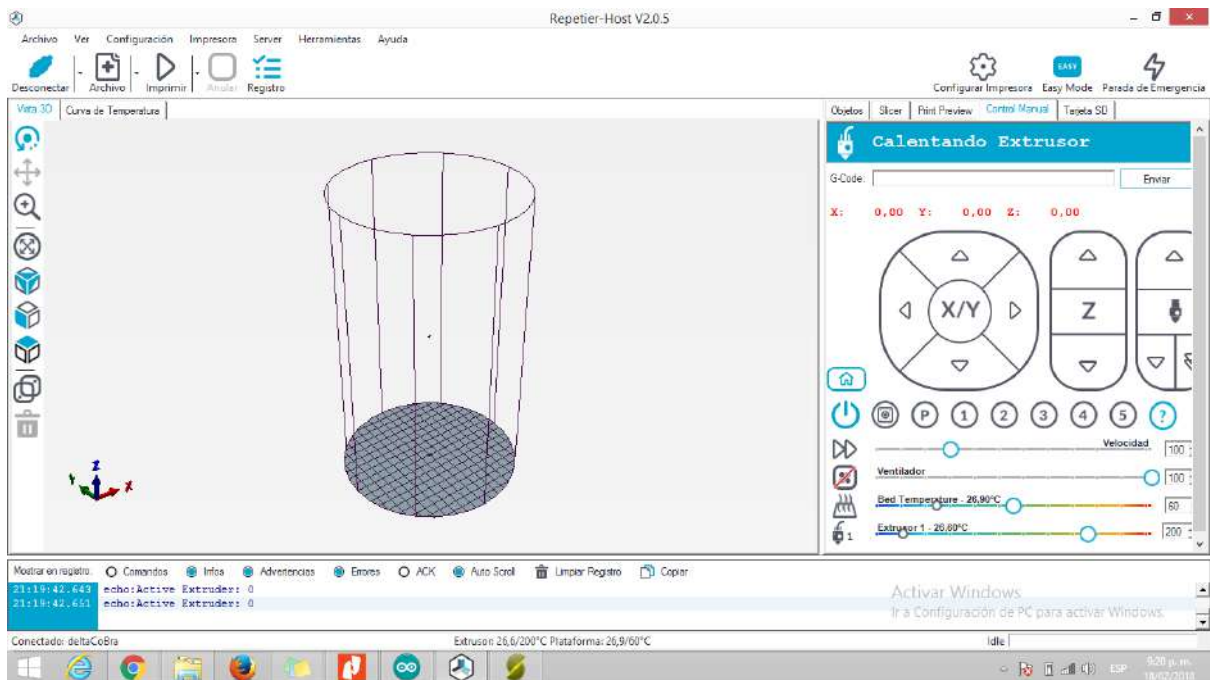 Repetier-Host V2.0.5
Archivo Ver Configuración Impresora Server Herramientas Ayuda
Desconectar Archivo Imprimir Anular Registro Configurar Impresora Easy Mode Parada de Emergencia
EASY
Vista 3D Curva de Temperatura
Objetos Slicer Print Preview Control Manual Tarjeta SD
Calentando Extrusor
G-Code: Enviar
X: 0,00 Y: 0,00 Z: 0,00
X/Y Z
P 1 2 3 4 5 ?
Velocidad 100
Ventilador 100
Bed Temperature - 26,90°C 60
Extrusor 1 - 26,60°C 200
1
z
Y x
Mostrar en registro: Comandos Infos Advertencias Errores ACK Auto Scroll Limpiar Registro Copiar
21:19:42.643 echo:Active Extruder: 0
21:19:42.651 echo:Active Extruder: 0
Activar Windows
Ir a Configuración de PC para activar Windows.
Conectado: deltaCoBra Extrusor: 26,6/200°C Plataforma: 26,9/60°C Idle
ESP 9:20 p. m.
18/02/2018